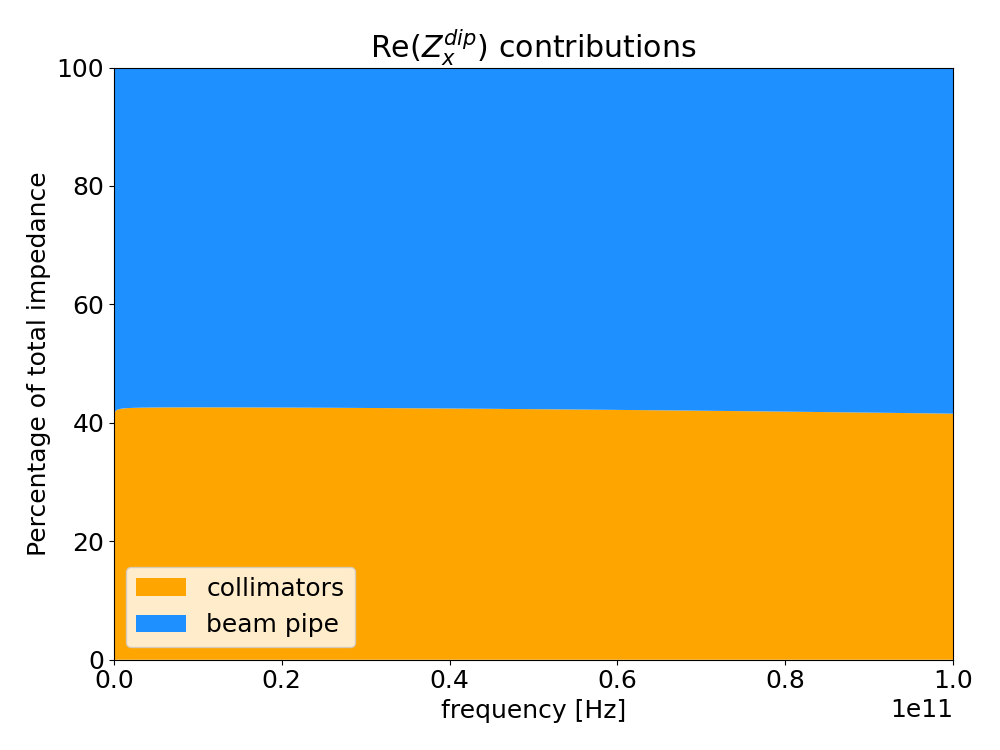 Re(Z_x^{dip}) contributions
Percentage of total impedance
100
80
60
40
20
0
collimators
beam pipe
0.0 0.2 0.4 0.6 0.8 1.0
frequency [Hz]
1e11